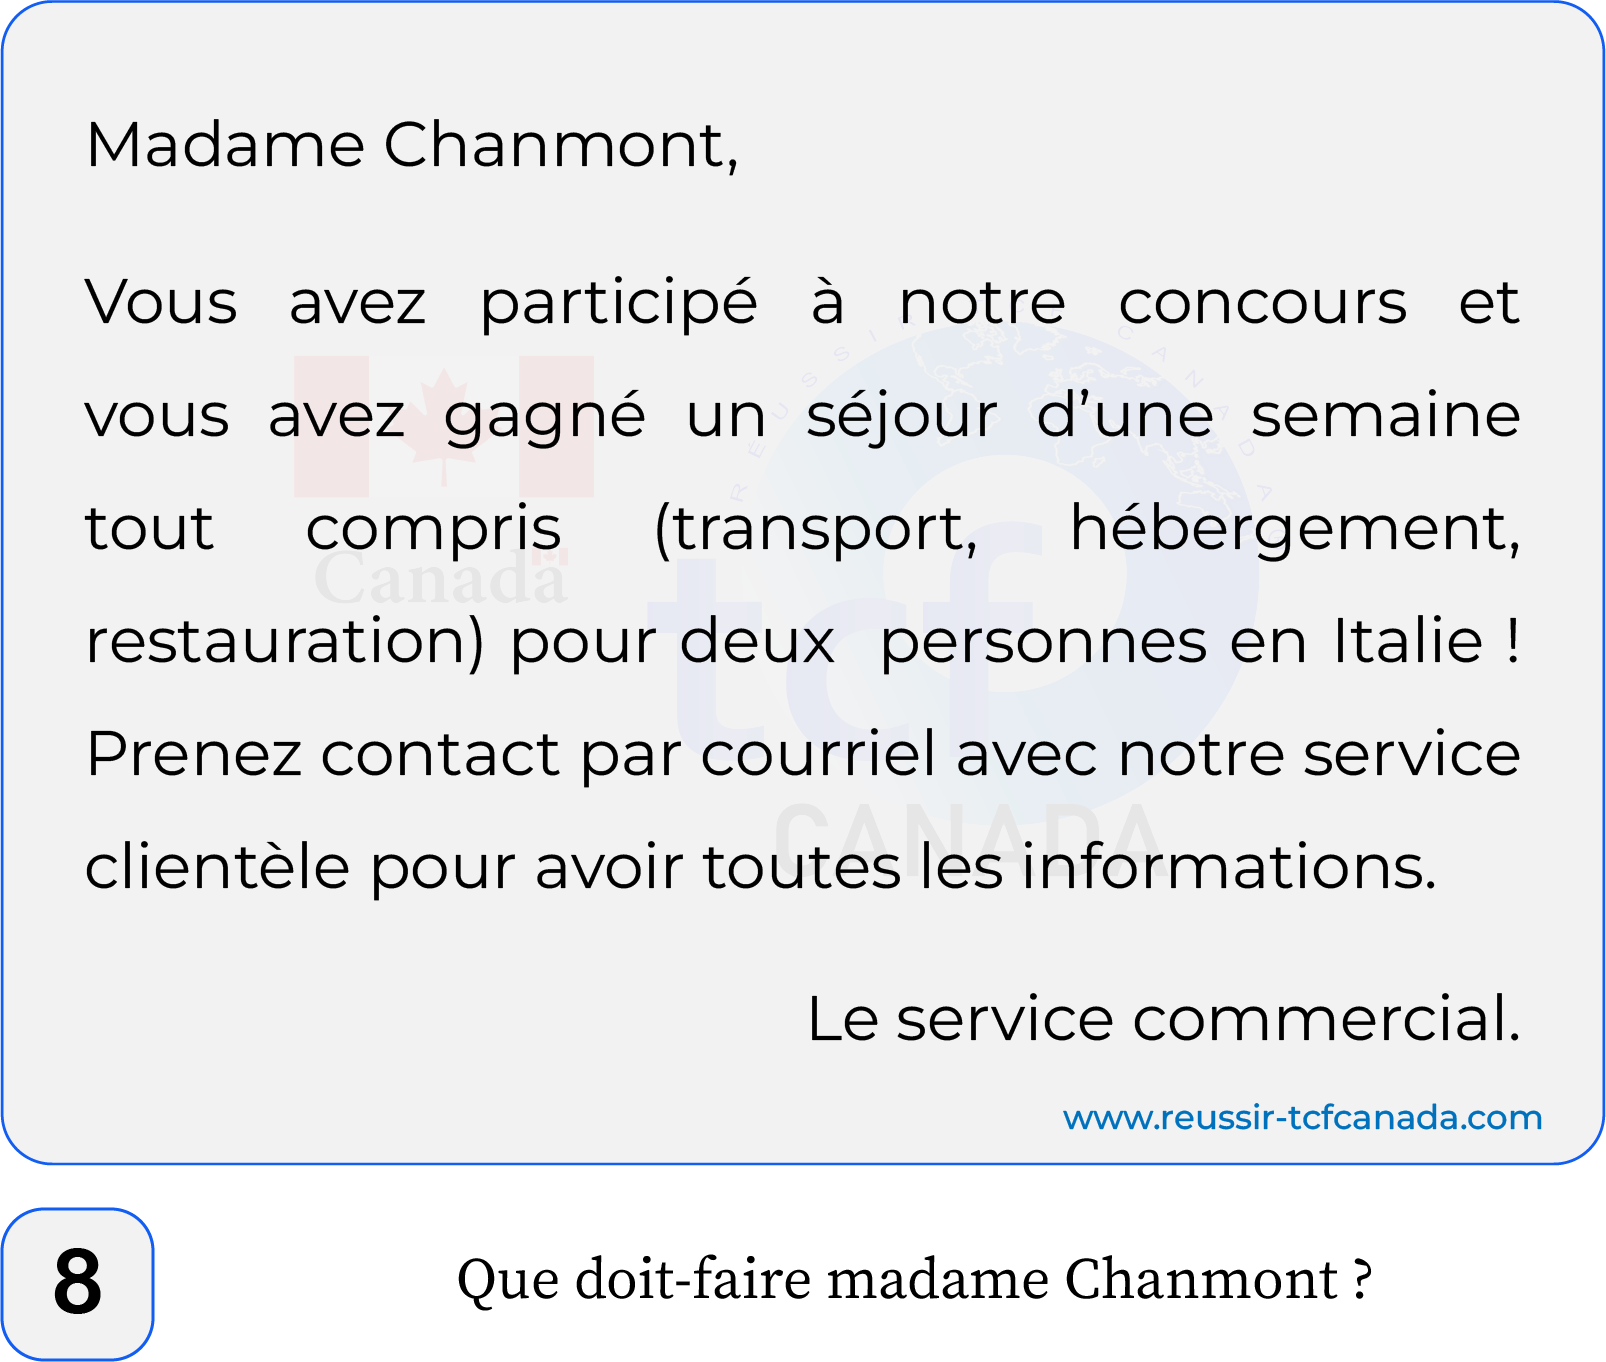 Madame Chanmont,
Vous avez participé à notre concours et
vous avez gagné un séjour d’une semaine
tout compris (transport, hébergement,
restauration) pour deux  personnes en Italie !
Prenez contact par courriel avec notre service
clientèle pour avoir toutes les informations.
Le service commercial.
www.reussir-tcfcanada.com
RÉUSSIR CANADA
Canada
tcf
CANADA
8
Que doit-faire madame Chanmont ?